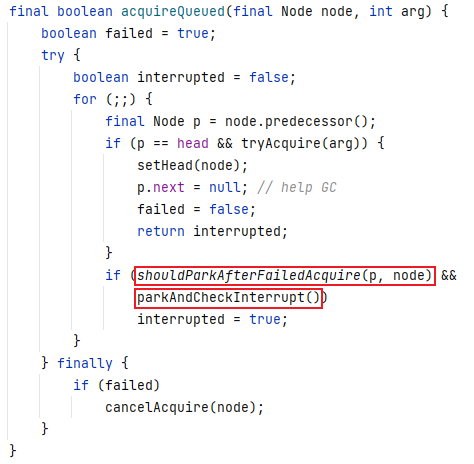 final boolean acquireQueued(final Node node, int arg) {
    boolean failed = true;
    try {
        boolean interrupted = false;
        for (;;) {
            final Node p = node.predecessor();
            if (p == head && tryAcquire(arg)) {
                setHead(node);
                p.next = null; // help GC
                failed = false;
                return interrupted;
            }
            if (shouldParkAfterFailedAcquire(p, node) &&
                parkAndCheckInterrupt())
                interrupted = true;
        }
    } finally {
        if (failed)
            cancelAcquire(node);
    }
}